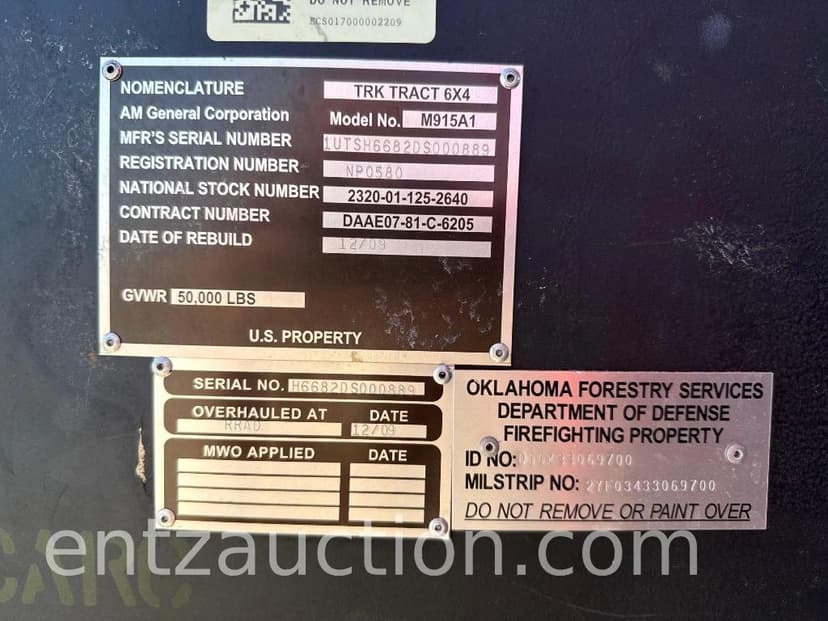 DO NOT REMOVE
ECS017000002209
NOMENCLATURE TRK TRACT 6X4
AM General Corporation Model No. M915A1
MFR'S SERIAL NUMBER 1UTSH6682DS000889
REGISTRATION NUMBER NP0580
NATIONAL STOCK NUMBER 2320-01-125-2640
CONTRACT NUMBER DAAE07-81-C-6205
DATE OF REBUILD 12/09
GVWR 50,000 LBS
U.S. PROPERTY
SERIAL NO. H6682DS000889
OVERHAULED AT DATE
RRAD 12/09
MWO APPLIED DATE
OKLAHOMA FORESTRY SERVICES
DEPARTMENT OF DEFENSE
FIREFIGHTING PROPERTY
ID NO:
MILSTRIP NO: 2YF03433069700
DO NOT REMOVE OR PAINT OVER
CARC
entzauction.com